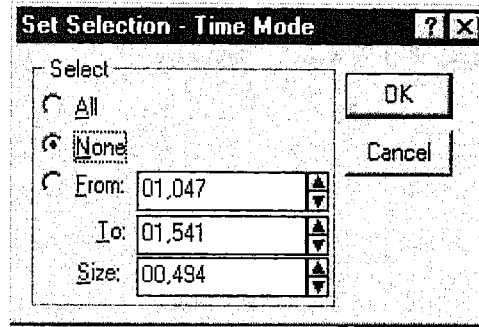 Set Selection - Time Mode
Select
All
None
From: 01,047
To: 01,541
Size: 00,494
OK
Cancel